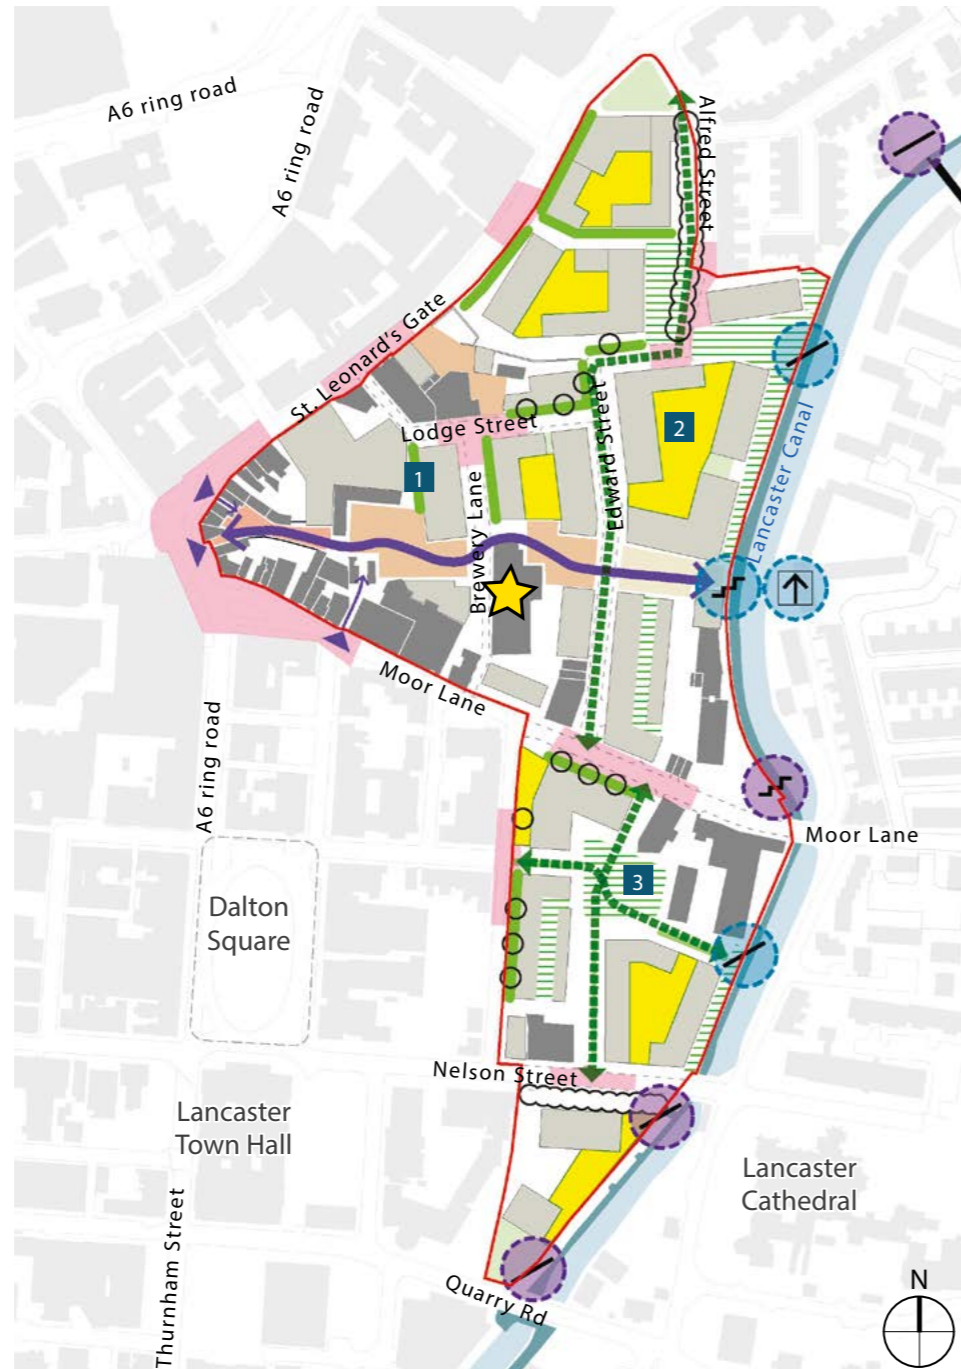 A6 ring road
A6 ring road
Alfred Street
St. Leonard's Gate
Lodge Street
2
1
Edward Street
Lancaster Canal
Brewery Lane
Moor Lane
A6 ring road
Moor Lane
3
Dalton
Square
Nelson Street
Lancaster
Town Hall
Lancaster
Cathedral
Thurnham Street
Quarry Rd
N